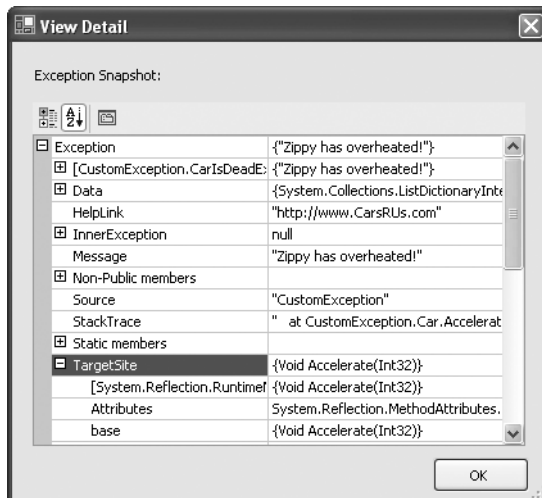 View Detail
Exception Snapshot:
Exception {"Zippy has overheated!"}
[CustomException.CarIsDeadE {"Zippy has overheated!"}
Data {System.Collections.ListDictionaryInte
HelpLink "http://www.CarsRUs.com"
InnerException null
Message "Zippy has overheated!"
Non-Public members
Source "CustomException"
StackTrace "   at CustomException.Car.Accelerat
Static members
TargetSite {Void Accelerate(Int32)}
[System.Reflection.Runtime {Void Accelerate(Int32)}
Attributes System.Reflection.MethodAttributes.
base {Void Accelerate(Int32)}
OK